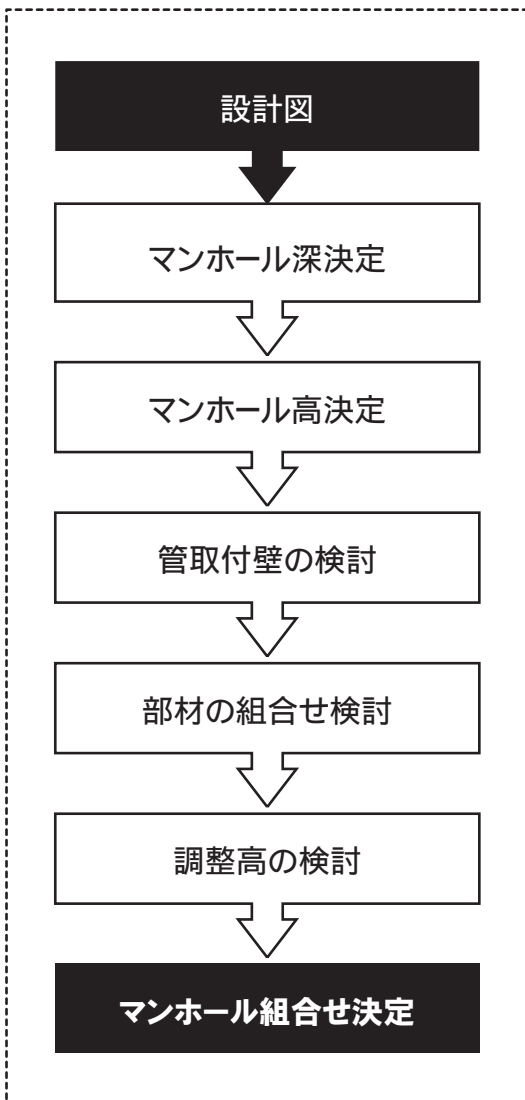 設計図
マンホール深決定
マンホール高決定
管取付壁の検討
部材の組合せ検討
調整高の検討
マンホール組合せ決定